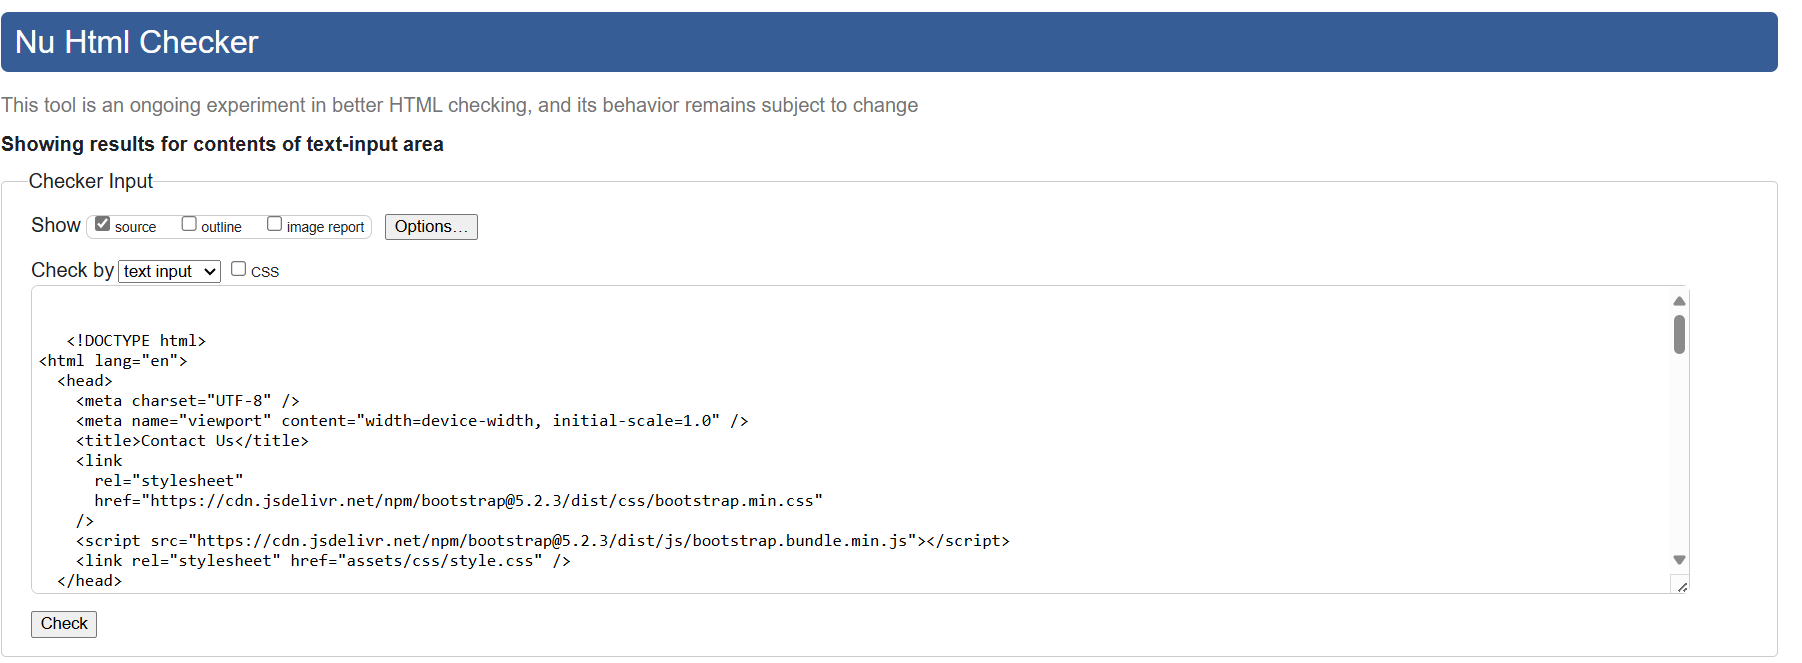 Nu Html Checker
This tool is an ongoing experiment in better HTML checking, and its behavior remains subject to change
Showing results for contents of text-input area
Checker Input
Show source outline image report Options...
Check by text input CSS
<!DOCTYPE html>
<html lang="en">
<head>
<meta charset="UTF-8" />
<meta name="viewport" content="width=device-width, initial-scale=1.0" />
<title>Contact Us</title>
<link
rel="stylesheet"
href="https://cdn.jsdelivr.net/npm/bootstrap@5.2.3/dist/css/bootstrap.min.css"
/>
<script src="https://cdn.jsdelivr.net/npm/bootstrap@5.2.3/dist/js/bootstrap.bundle.min.js"></script>
<link rel="stylesheet" href="assets/css/style.css" />
</head>
Check